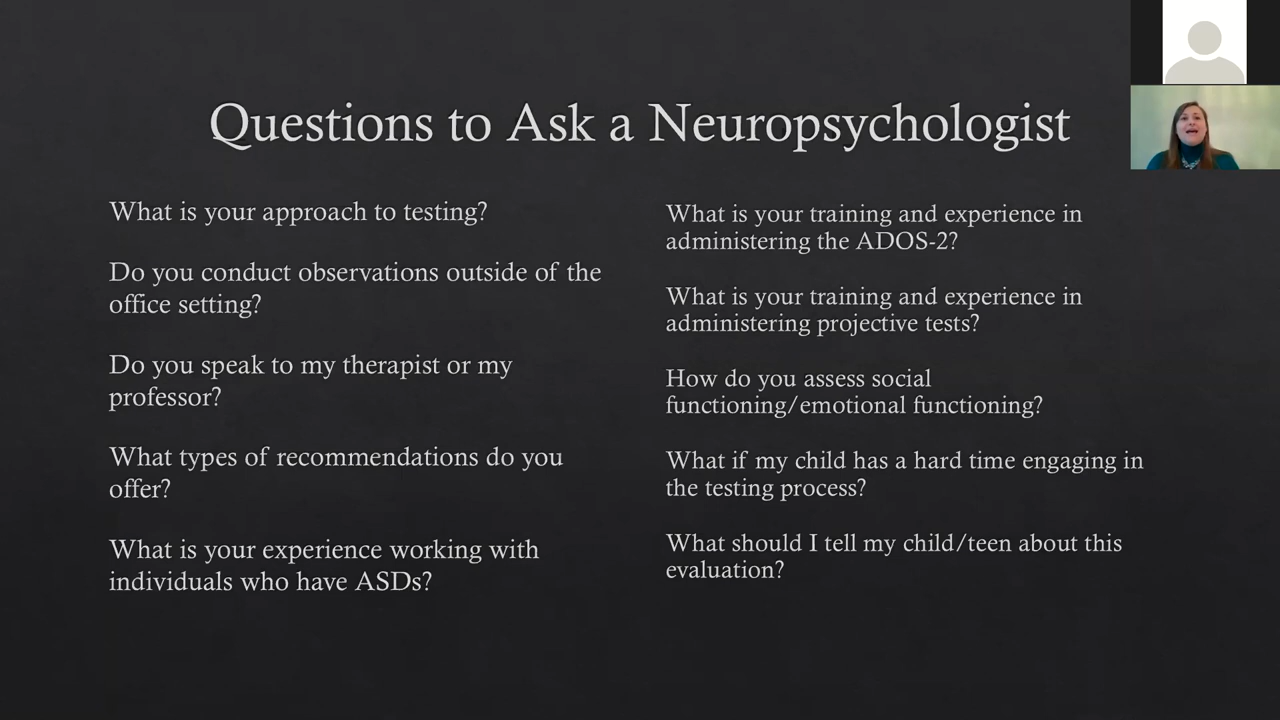 Questions to Ask a Neuropsychologist
What is your approach to testing?
Do you conduct observations outside of the
office setting?
Do you speak to my therapist or my
professor?
What types of recommendations do you
offer?
What is your experience working with
individuals who have ASDs?
What is your training and experience in
administering the ADOS-2?
What is your training and experience in
administering projective tests?
How do you assess social
functioning/emotional functioning?
What if my child has a hard time engaging in
the testing process?
What should I tell my child/teen about this
evaluation?